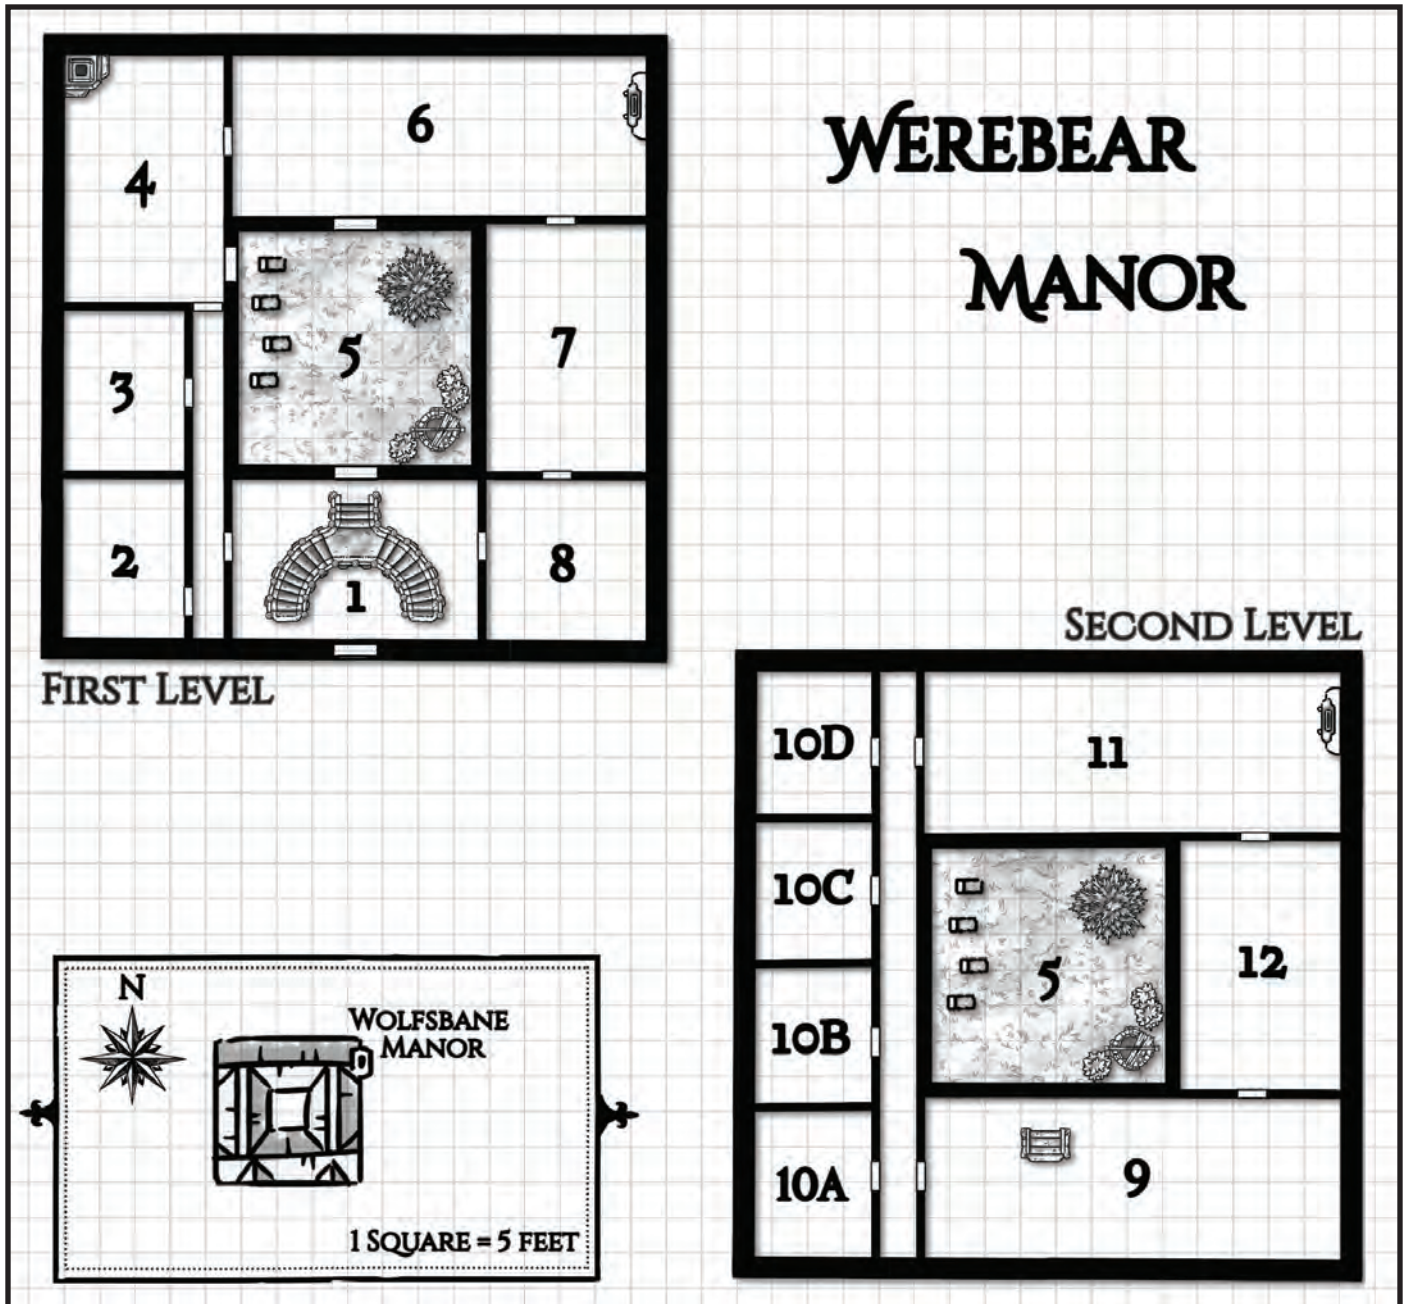 WEREBEAR
MANOR
4
6
3
5
7
2
1
8
FIRST LEVEL
SECOND LEVEL
10D
11
10C
5
12
10B
10A
9
N
WOLFSBANE
MANOR
1 SQUARE = 5 FEET